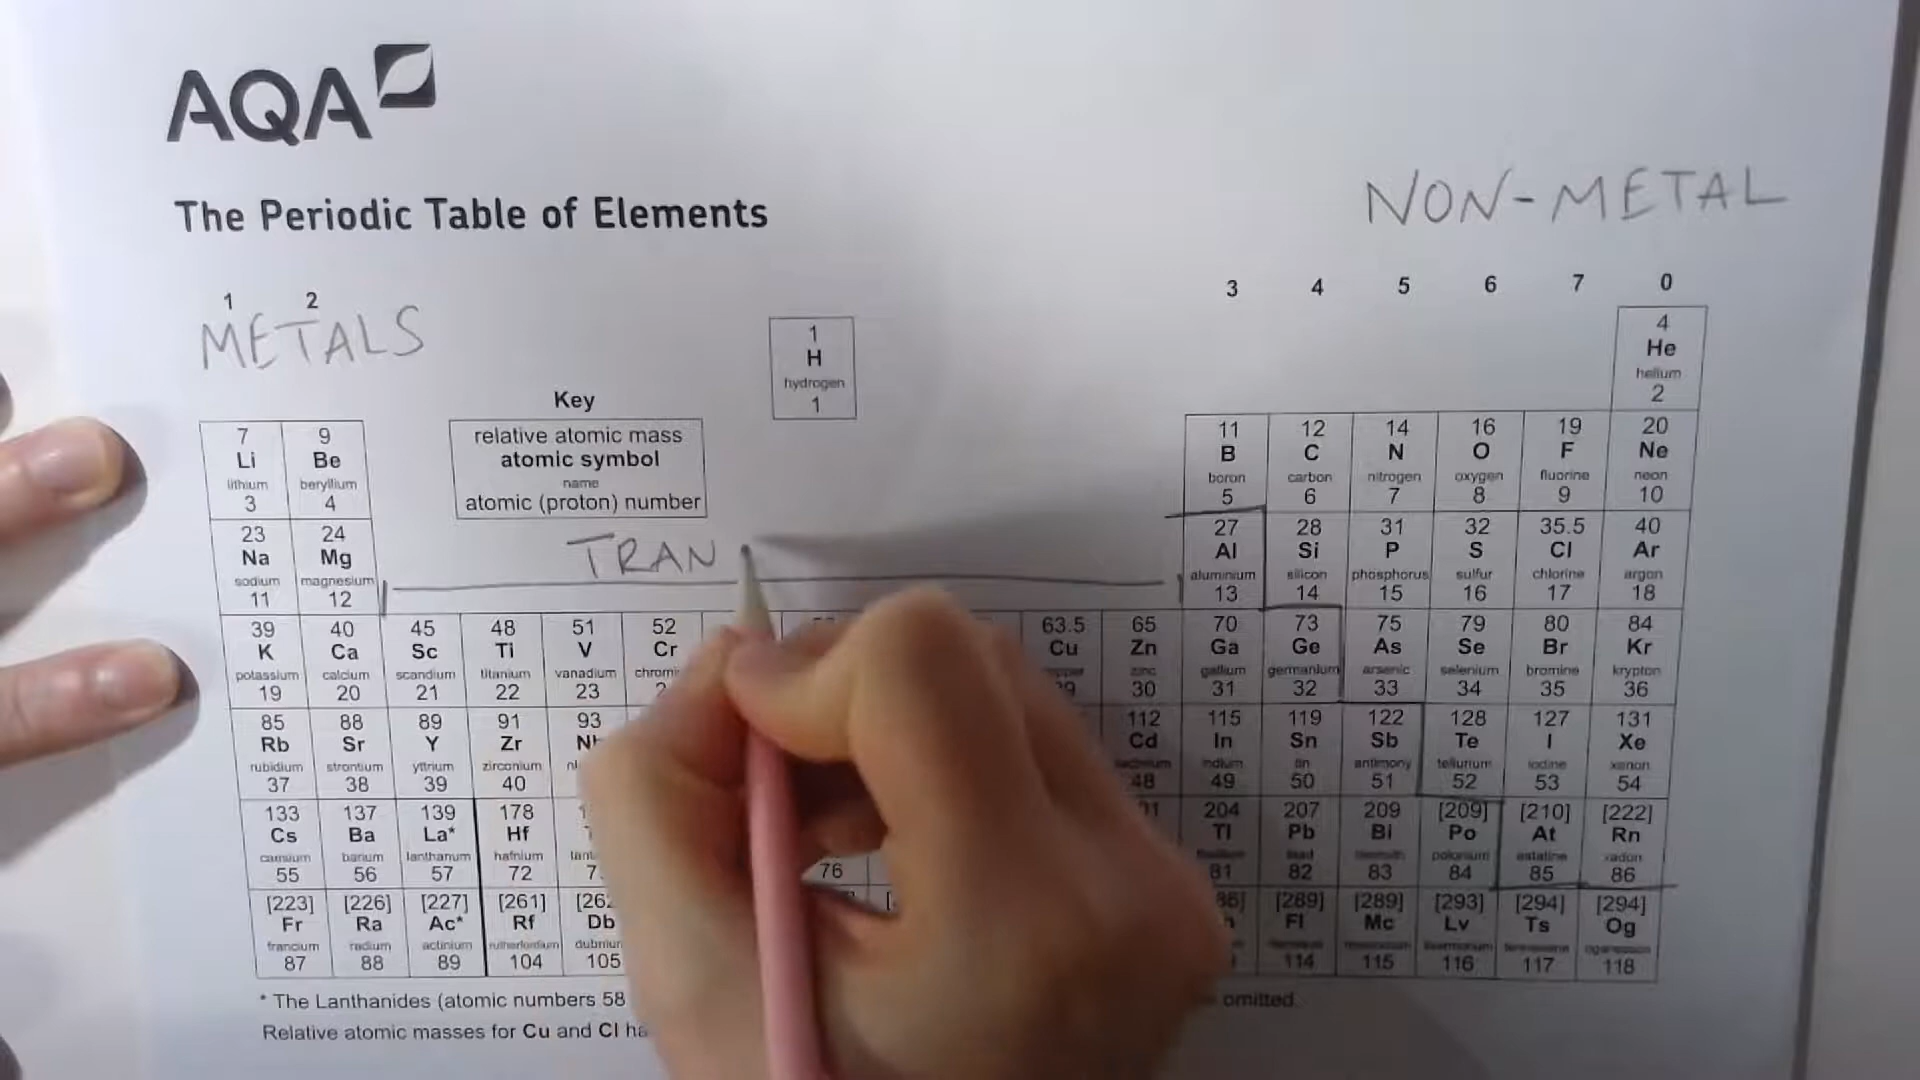 AQA
The Periodic Table of Elements
NON-METAL
1 2 3 4 5 6 7 0
METALS
1 4
H He
hydrogen helium
1 2
Key
relative atomic mass
atomic symbol
name
atomic (proton) number
7 9 11 12 14 16 19 20
Li Be B C N O F Ne
lithium beryllium boron carbon nitrogen oxygen fluorine neon
3 4 5 6 7 8 9 10
TRAN
23 24 27 28 31 32 35.5 40
Na Mg Al Si P S Cl Ar
sodium magnesium aluminium silicon phosphorus sulfur chlorine argon
11 12 13 14 15 16 17 18
39 40 45 48 51 52 63.5 65 70 73 75 79 80 84
K Ca Sc Ti V Cr Cu Zn Ga Ge As Se Br Kr
potassium calcium scandium titanium vanadium zinc gallium germanium arsenic selenium bromine krypton
19 20 21 22 23 30 31 32 33 34 35 36
85 88 89 91 93 112 115 119 122 128 127 131
Rb Sr Y Zr Cd In Sn Sb Te I Xe
rubidium strontium yttrium zirconium indium tin antimony tellurium iodine xenon
37 38 39 40 48 49 50 51 52 53 54
133 137 139 178 204 207 209 [209] [210] [222]
Cs Ba La* Hf Tl Pb Bi Po At Rn
caesium barium lanthanum hafnium lead polonium astatine radon
55 56 57 72 76 81 82 83 84 85 86
[223] [226] [227] [261] [289] [289] [293] [294] [294]
Fr Ra Ac* Rf Db Fl Mc Lv Ts Og
francium radium actinium rutherfordium
87 88 89 104 105 114 115 116 117 118
* The Lanthanides (atomic numbers 58 omitted.
Relative atomic masses for Cu and Cl